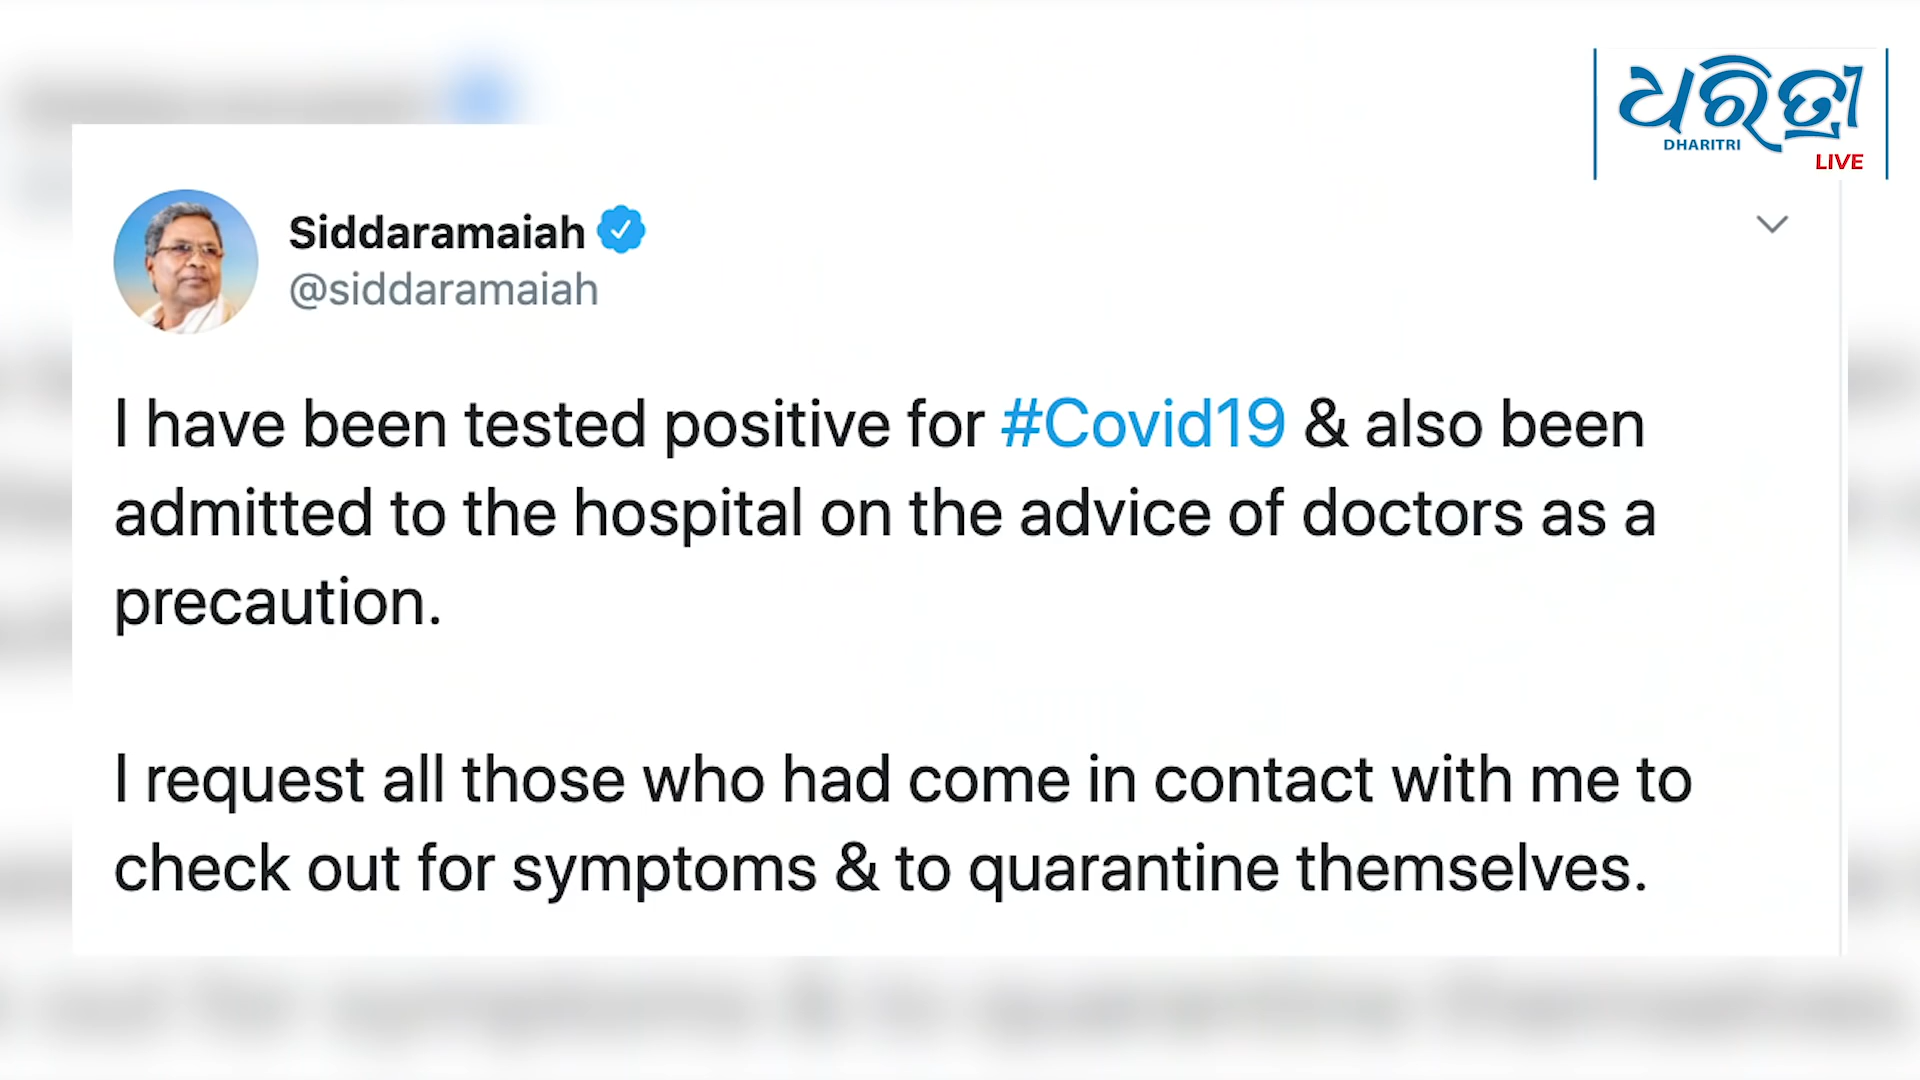 ଧରିତ୍ରୀ
DHARITRI
LIVE
Siddaramaiah
@siddaramaiah
I have been tested positive for #Covid19 & also been
admitted to the hospital on the advice of doctors as a
precaution.
I request all those who had come in contact with me to
check out for symptoms & to quarantine themselves.